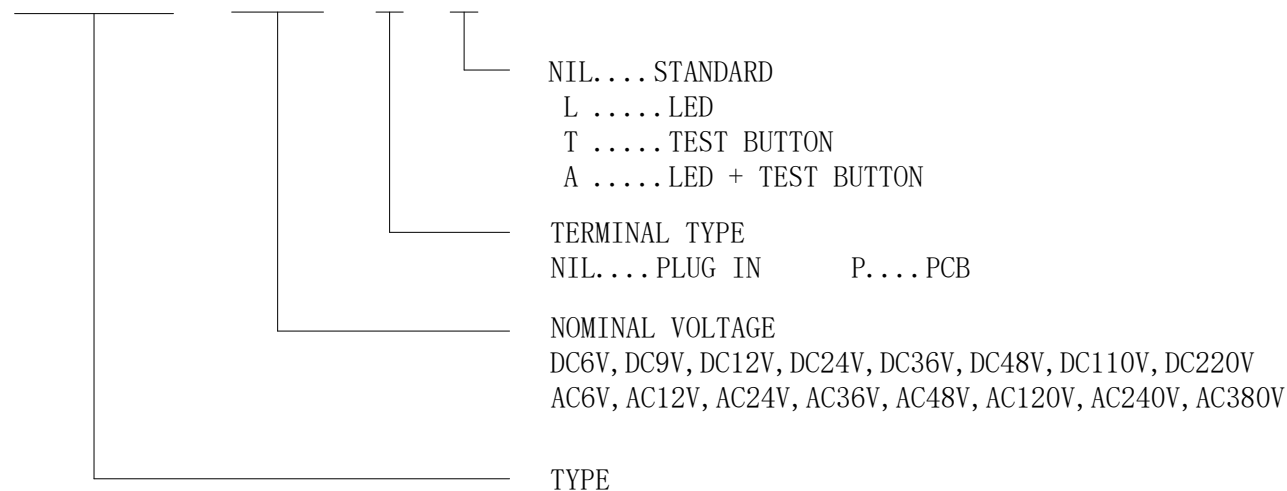 NIL....STANDARD
L .....LED
T .....TEST BUTTON
A .....LED + TEST BUTTON
TERMINAL TYPE
NIL....PLUG IN P....PCB
NOMINAL VOLTAGE
DC6V,DC9V,DC12V,DC24V,DC36V,DC48V,DC110V,DC220V
AC6V,AC12V,AC24V,AC36V,AC48V,AC120V,AC240V,AC380V
TYPE